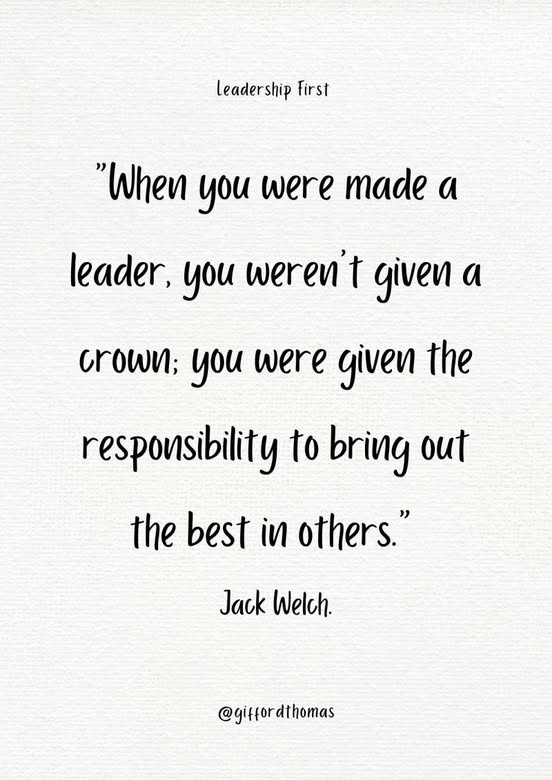 Leadership First
"When you were made a
leader, you weren't given a
crown; you were given the
responsibility to bring out
the best in others."
Jack Welch.
@giffordthomas